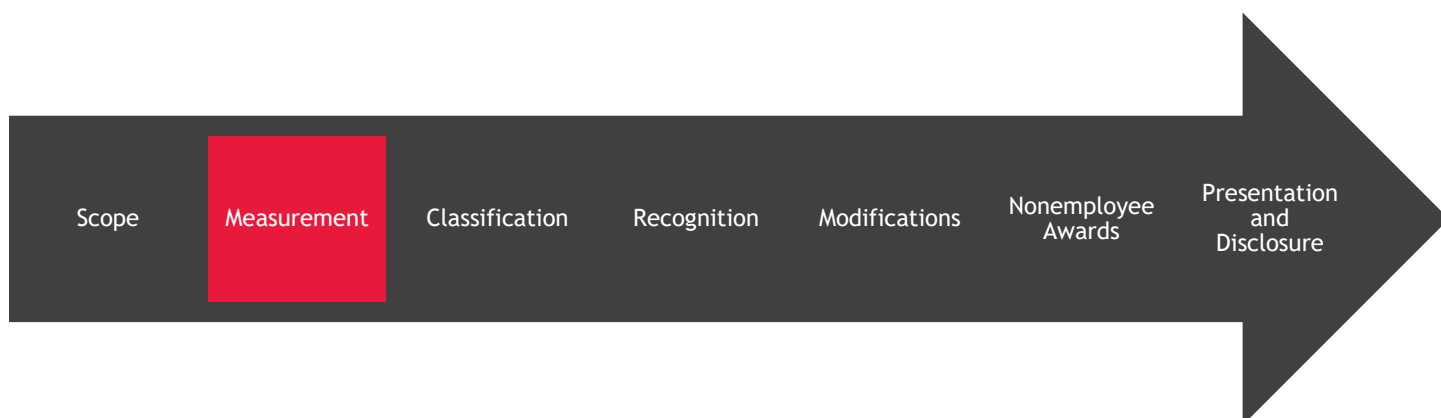 Scope
Measurement
Classification
Recognition
Modifications
Nonemployee
Awards
Presentation
and
Disclosure